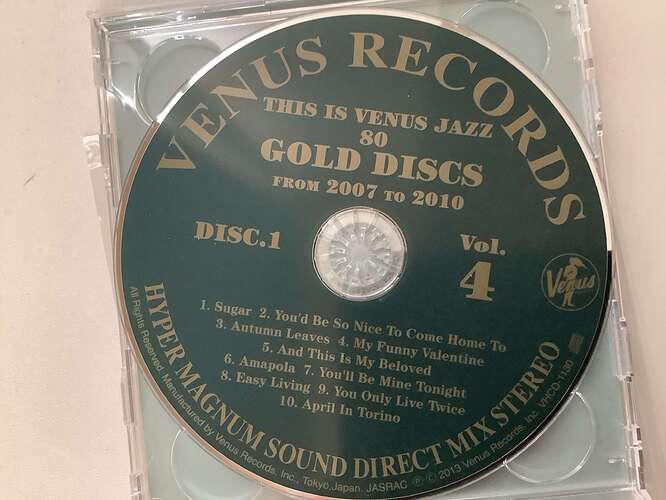 VENUS RECORDS
THIS IS VENUS JAZZ
80
GOLD DISCS
FROM 2007 TO 2010
DISC.1
Vol.
4
Venus
1. Sugar 2. You'd Be So Nice To Come Home To
3. Autumn Leaves 4. My Funny Valentine
5. And This Is My Beloved
6. Amapola 7. You'll Be Mine Tonight
8. Easy Living 9. You Only Live Twice
10. April In Torino
HYPER MAGNUM SOUND DIRECT MIX STEREO
All Rights Reserved. Manufactured by Venus Records, Inc., Tokyo, Japan. JASRAC Ⓟ Ⓒ 2013 Venus Records, Inc. VHCD-1130